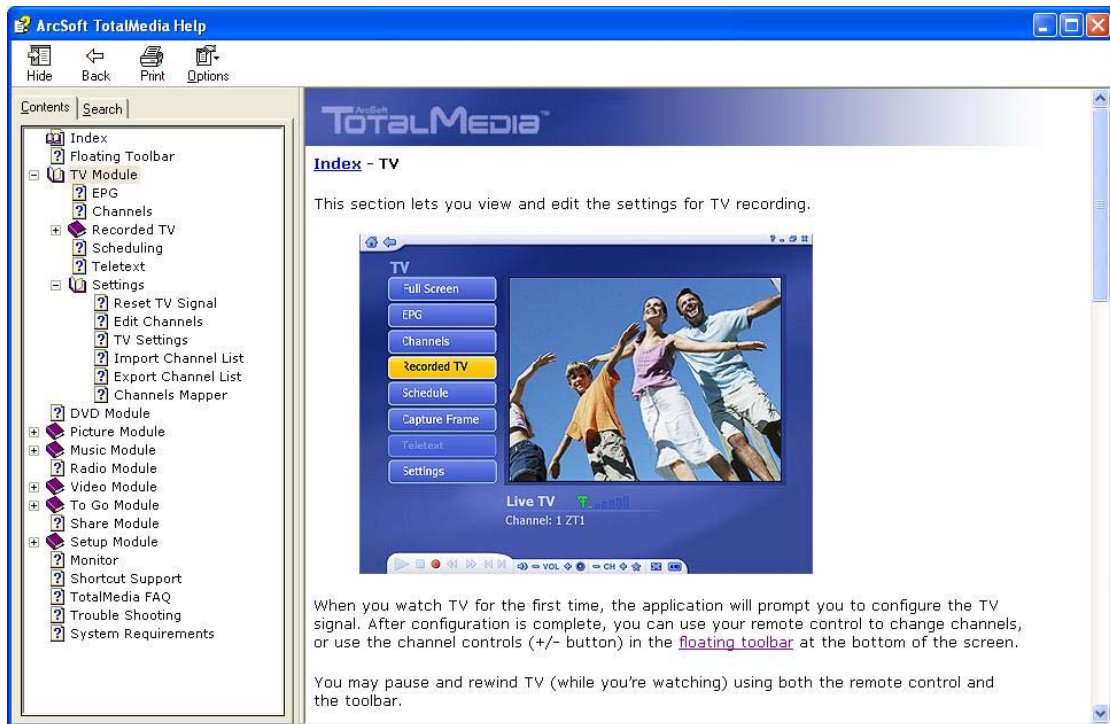 ArcSoft TotalMedia Help
Hide Back Print Options
Contents Search
Index
Floating Toolbar
TV Module
EPG
Channels
Recorded TV
Scheduling
Teletext
Settings
Reset TV Signal
Edit Channels
TV Settings
Import Channel List
Export Channel List
Channels Mapper
DVD Module
Picture Module
Music Module
Radio Module
Video Module
To Go Module
Share Module
Setup Module
Monitor
Shortcut Support
TotalMedia FAQ
Trouble Shooting
System Requirements
ArcSoft
TOTALMEDIA™
Index - TV
This section lets you view and edit the settings for TV recording.
TV
Full Screen
EPG
Channels
Recorded TV
Schedule
Capture Frame
Teletext
Settings
Live TV
Channel: 1 ZT1
VOL CH
When you watch TV for the first time, the application will prompt you to configure the TV
signal. After configuration is complete, you can use your remote control to change channels,
or use the channel controls (+/- button) in the floating toolbar at the bottom of the screen.
You may pause and rewind TV (while you're watching) using both the remote control and
the toolbar.